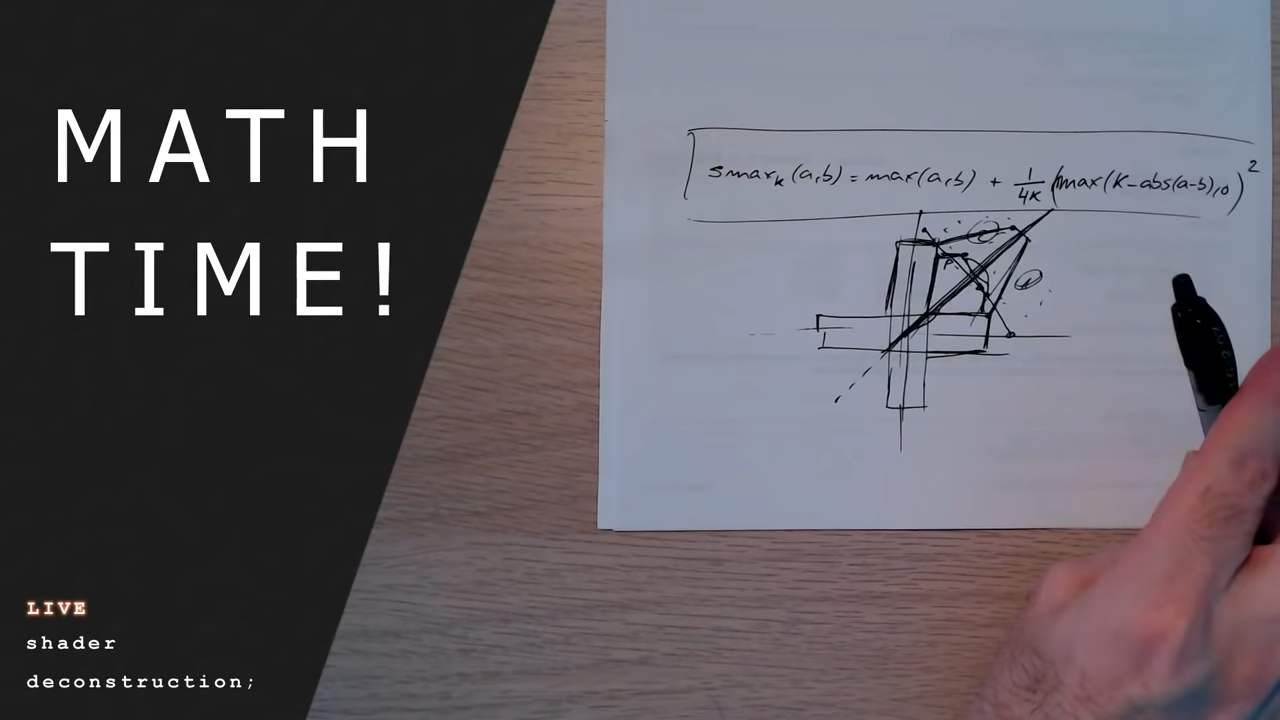 MATH
TIME!
smax_k(a,b) = max(a,b) + 1/4K (max(K-abs(a-b),0)^2
LIVE
shader
deconstruction;